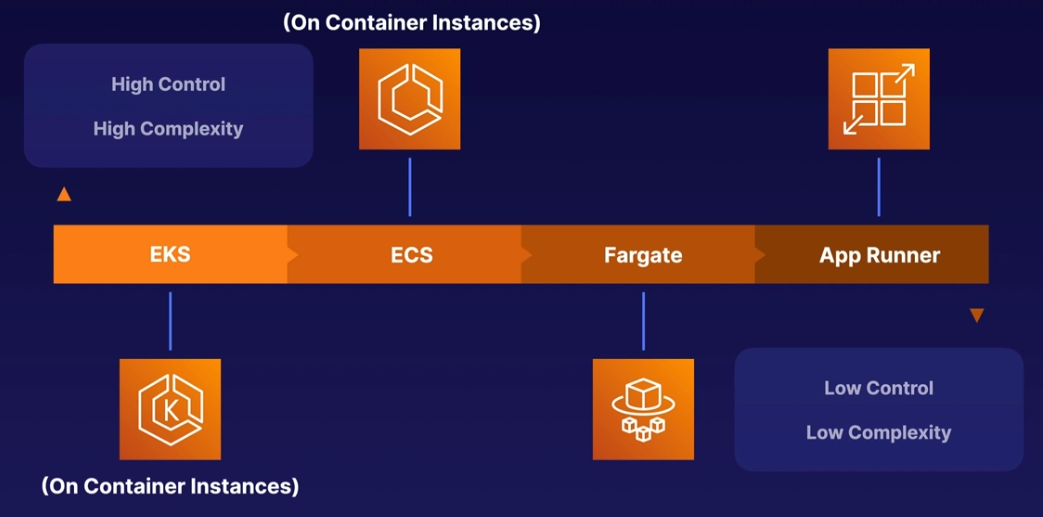 (On Container Instances)
High Control
High Complexity
EKS
ECS
Fargate
App Runner
K
Low Control
Low Complexity
(On Container Instances)